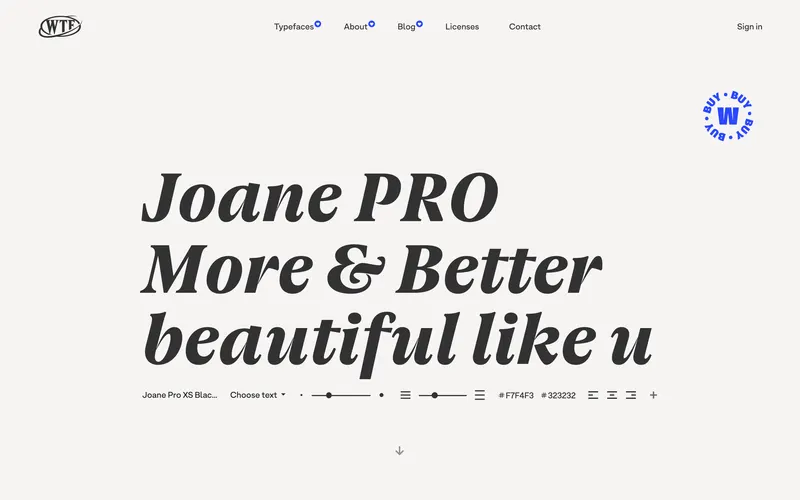 WTF
Typefaces
About
Blog
Licenses
Contact
Sign in
BUY • BUY • BUY • BUY •
W
Joane PRO
More & Better
beautiful like u
Joane Pro XS Blac...
Choose text
#F7F4F3
#323232